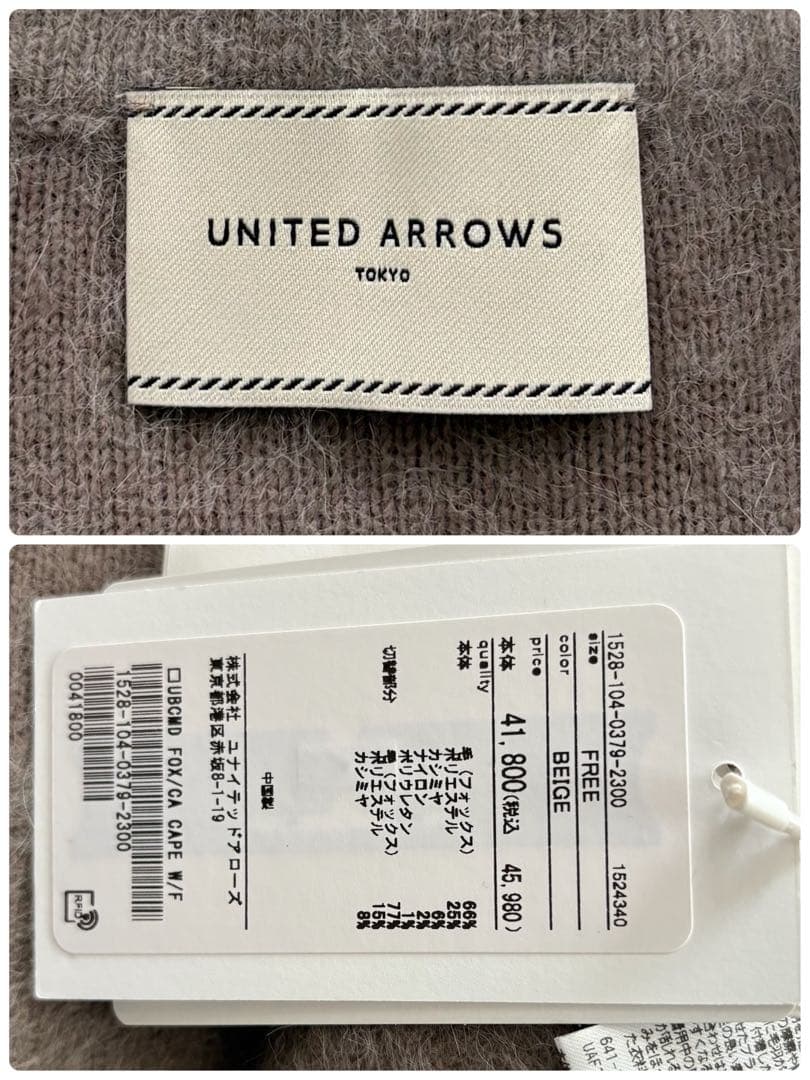 UNITED ARROWS
TOKYO
1528-104-0379-2300 1524340
size FREE
color BEIGE
price
本体 41,800(税込 45,980)
quality
本体 毛(フォックス) 66%
ポリエステル 25%
カシミヤ 6%
ナイロン 2%
ポリウレタン 1%
切替部分 毛(フォックス) 77%
ポリエステル 15%
カシミヤ 8%
中国製
株式会社 ユナイテッドアローズ
東京都港区赤坂8-1-19
□UBCMD FOX/CA CAPE W/F
1528-104-0379-2300
0041800
RFID
641-
UAF